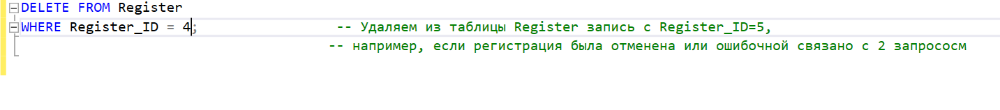 DELETE FROM Register
WHERE Register_ID = 4; -- Удаляем из таблицы Register запись с Register_ID=5,
-- например, если регистрация была отменена или ошибочной связано с 2 запрососм